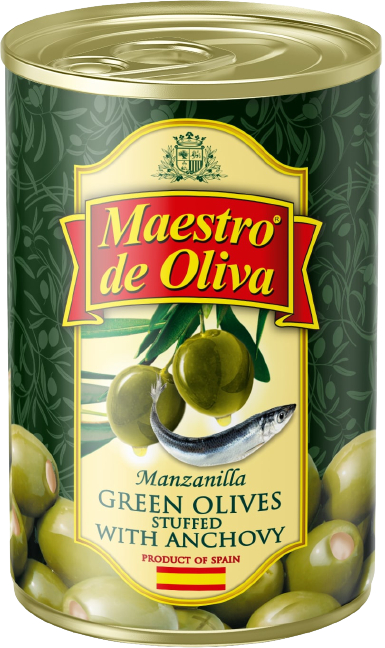 Maestro®
de Oliva
Manzanilla
GREEN OLIVES
STUFFED
WITH ANCHOVY
PRODUCT OF SPAIN